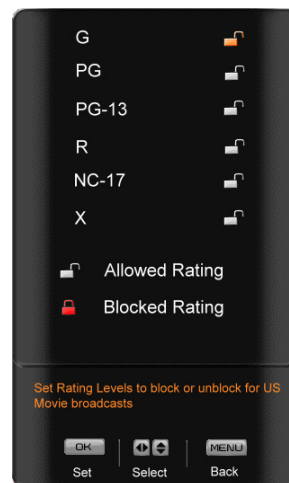 G
PG
PG-13
R
NC-17
X
Allowed Rating
Blocked Rating
Set Rating Levels to block or unblock for US
Movie broadcasts
OK MENU
Set Select Back